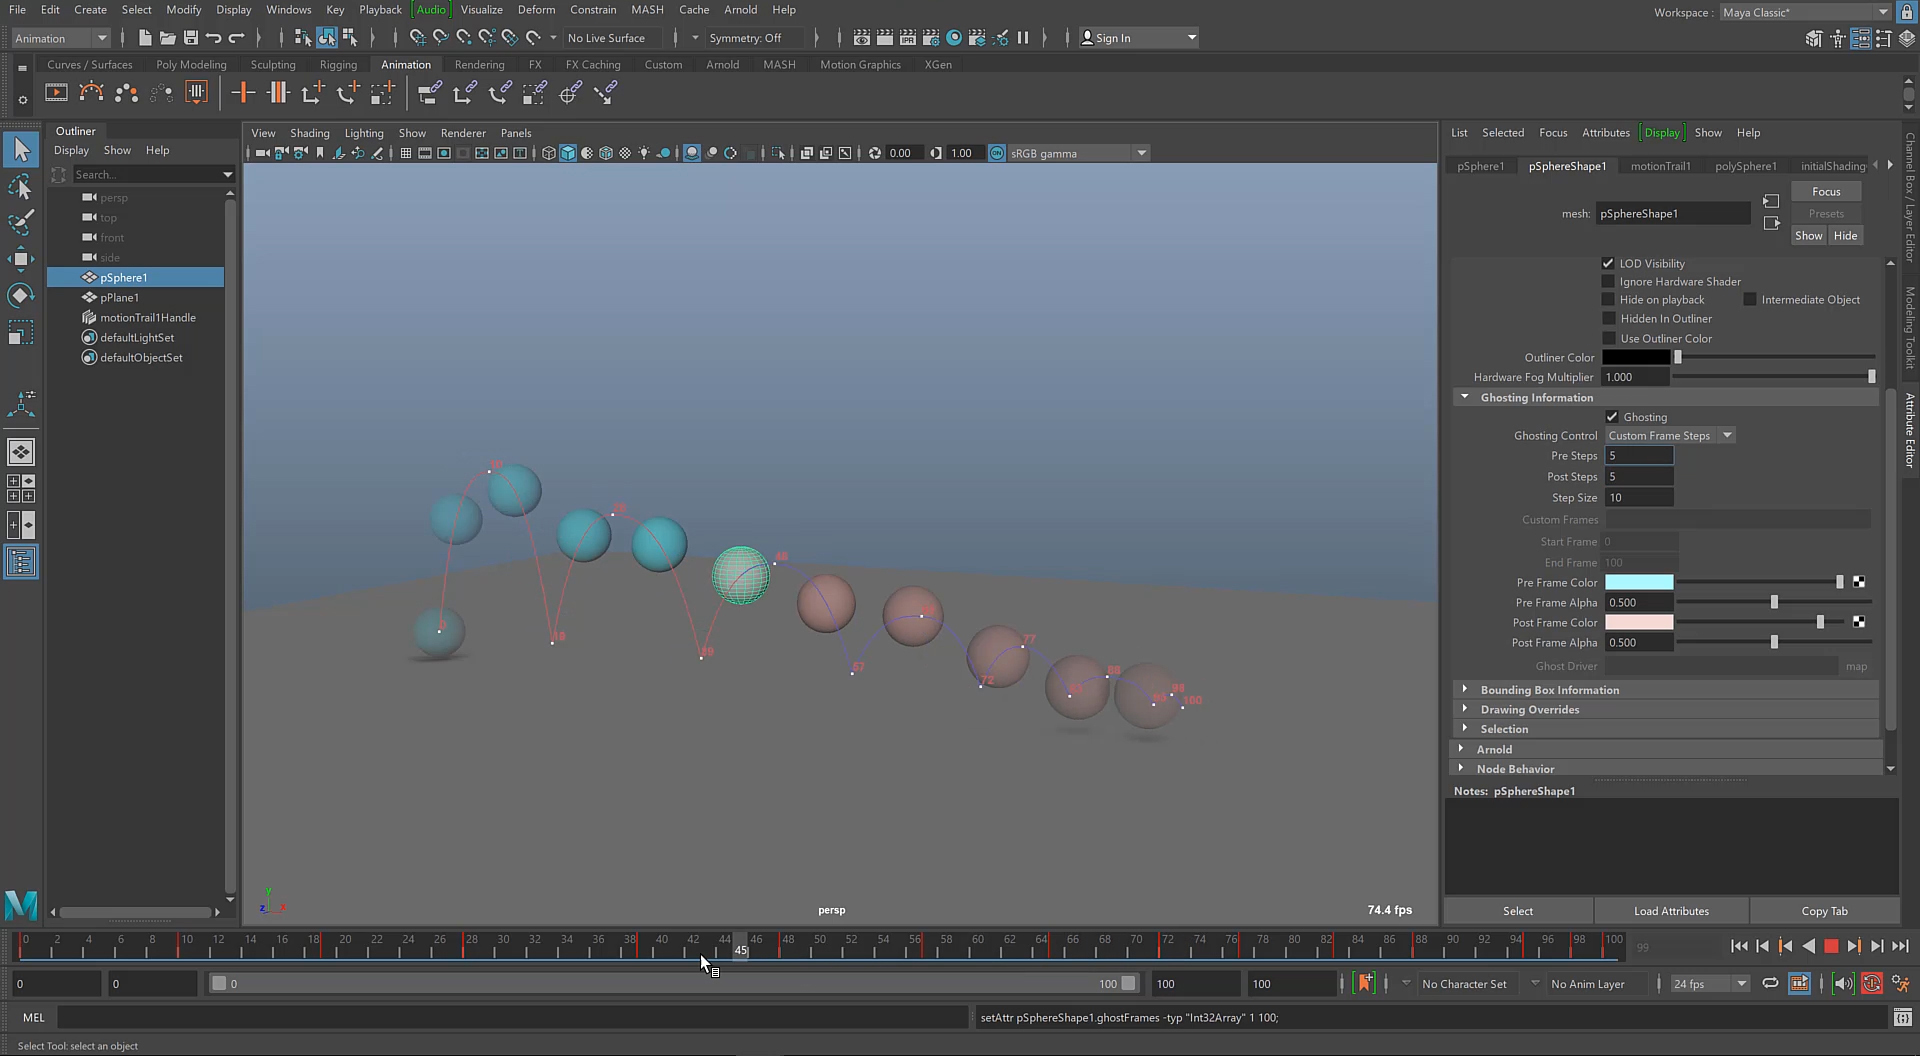 File Edit Create Select Modify Display Windows Key Playback [Audio] Visualize Deform Constrain MASH Cache Arnold Help
Workspace : Maya Classic*
Animation No Live Surface Symmetry: Off Sign In
Curves / Surfaces Poly Modeling Sculpting Rigging Animation Rendering FX FX Caching Custom Arnold MASH Motion Graphics XGen
Outliner
Display Show Help
Search...
persp
top
front
side
pSphere1
pPlane1
motionTrail1Handle
defaultLightSet
defaultObjectSet
View Shading Lighting Show Renderer Panels
0.00 1.00 ON sRGB gamma
0
19
39
48
57
72
77
100
persp
74.4 fps
List Selected Focus Attributes [Display] Show Help
pSphere1 pSphereShape1 motionTrail1 polySphere1 initialShading
Focus
mesh: pSphereShape1
Presets
Show Hide
LOD Visibility
Ignore Hardware Shader
Hide on playback Intermediate Object
Hidden In Outliner
Use Outliner Color
Outliner Color
Hardware Fog Multiplier 1.000
Ghosting Information
Ghosting
Ghosting Control Custom Frame Steps
Pre Steps 5
Post Steps 5
Step Size 10
Custom Frames
Start Frame 0
End Frame 100
Pre Frame Color
Pre Frame Alpha 0.500
Post Frame Color
Post Frame Alpha 0.500
Ghost Driver map
Bounding Box Information
Drawing Overrides
Selection
Arnold
Node Behavior
Notes: pSphereShape1
Select Load Attributes Copy Tab
Channel Box / Layer Editor
Modeling Toolkit
Attribute Editor
0 2 4 6 8 10 12 14 16 18 20 22 24 26 28 30 32 34 36 38 40 42 44 46 48 50 52 54 56 58 60 62 64 66 68 70 72 74 76 78 80 82 84 86 88 90 92 94 96 98 100
45
99
0 0 0 100 100 100 No Character Set No Anim Layer 24 fps
MEL setAttr pSphereShape1.ghostFrames -typ "Int32Array" 1 100;
Select Tool: select an object